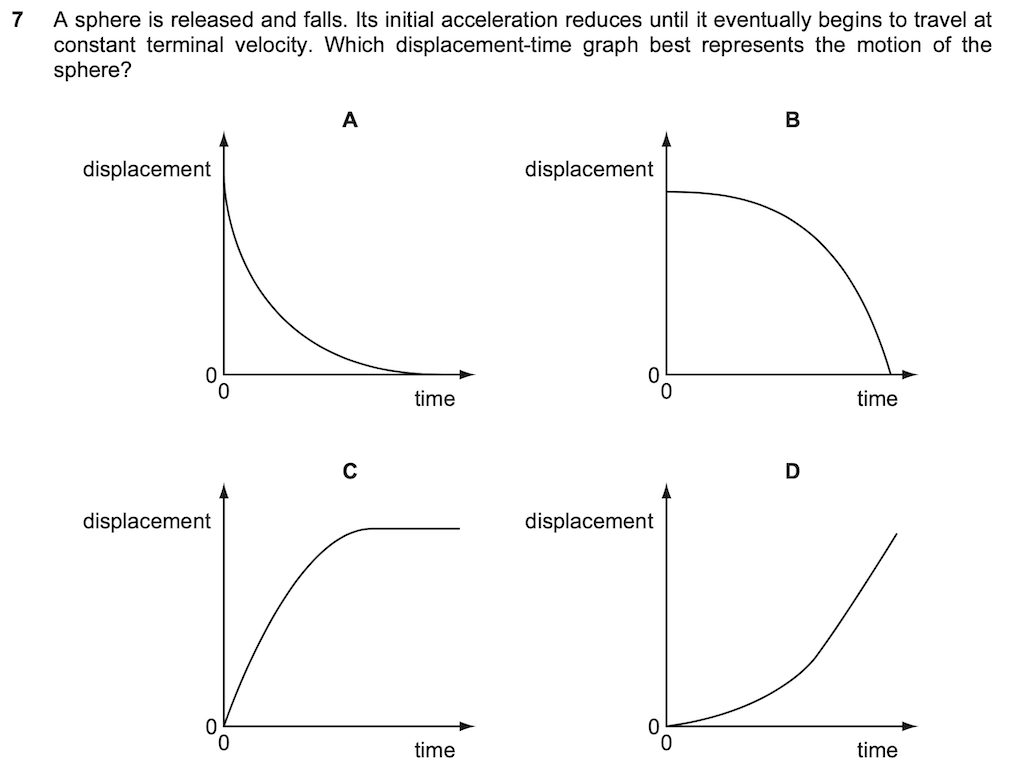 7 A sphere is released and falls. Its initial acceleration reduces until it eventually begins to travel at
constant terminal velocity. Which displacement-time graph best represents the motion of the
sphere?
A
displacement
0
0
time
B
displacement
0
0
time
C
displacement
0
0
time
D
displacement
0
0
time